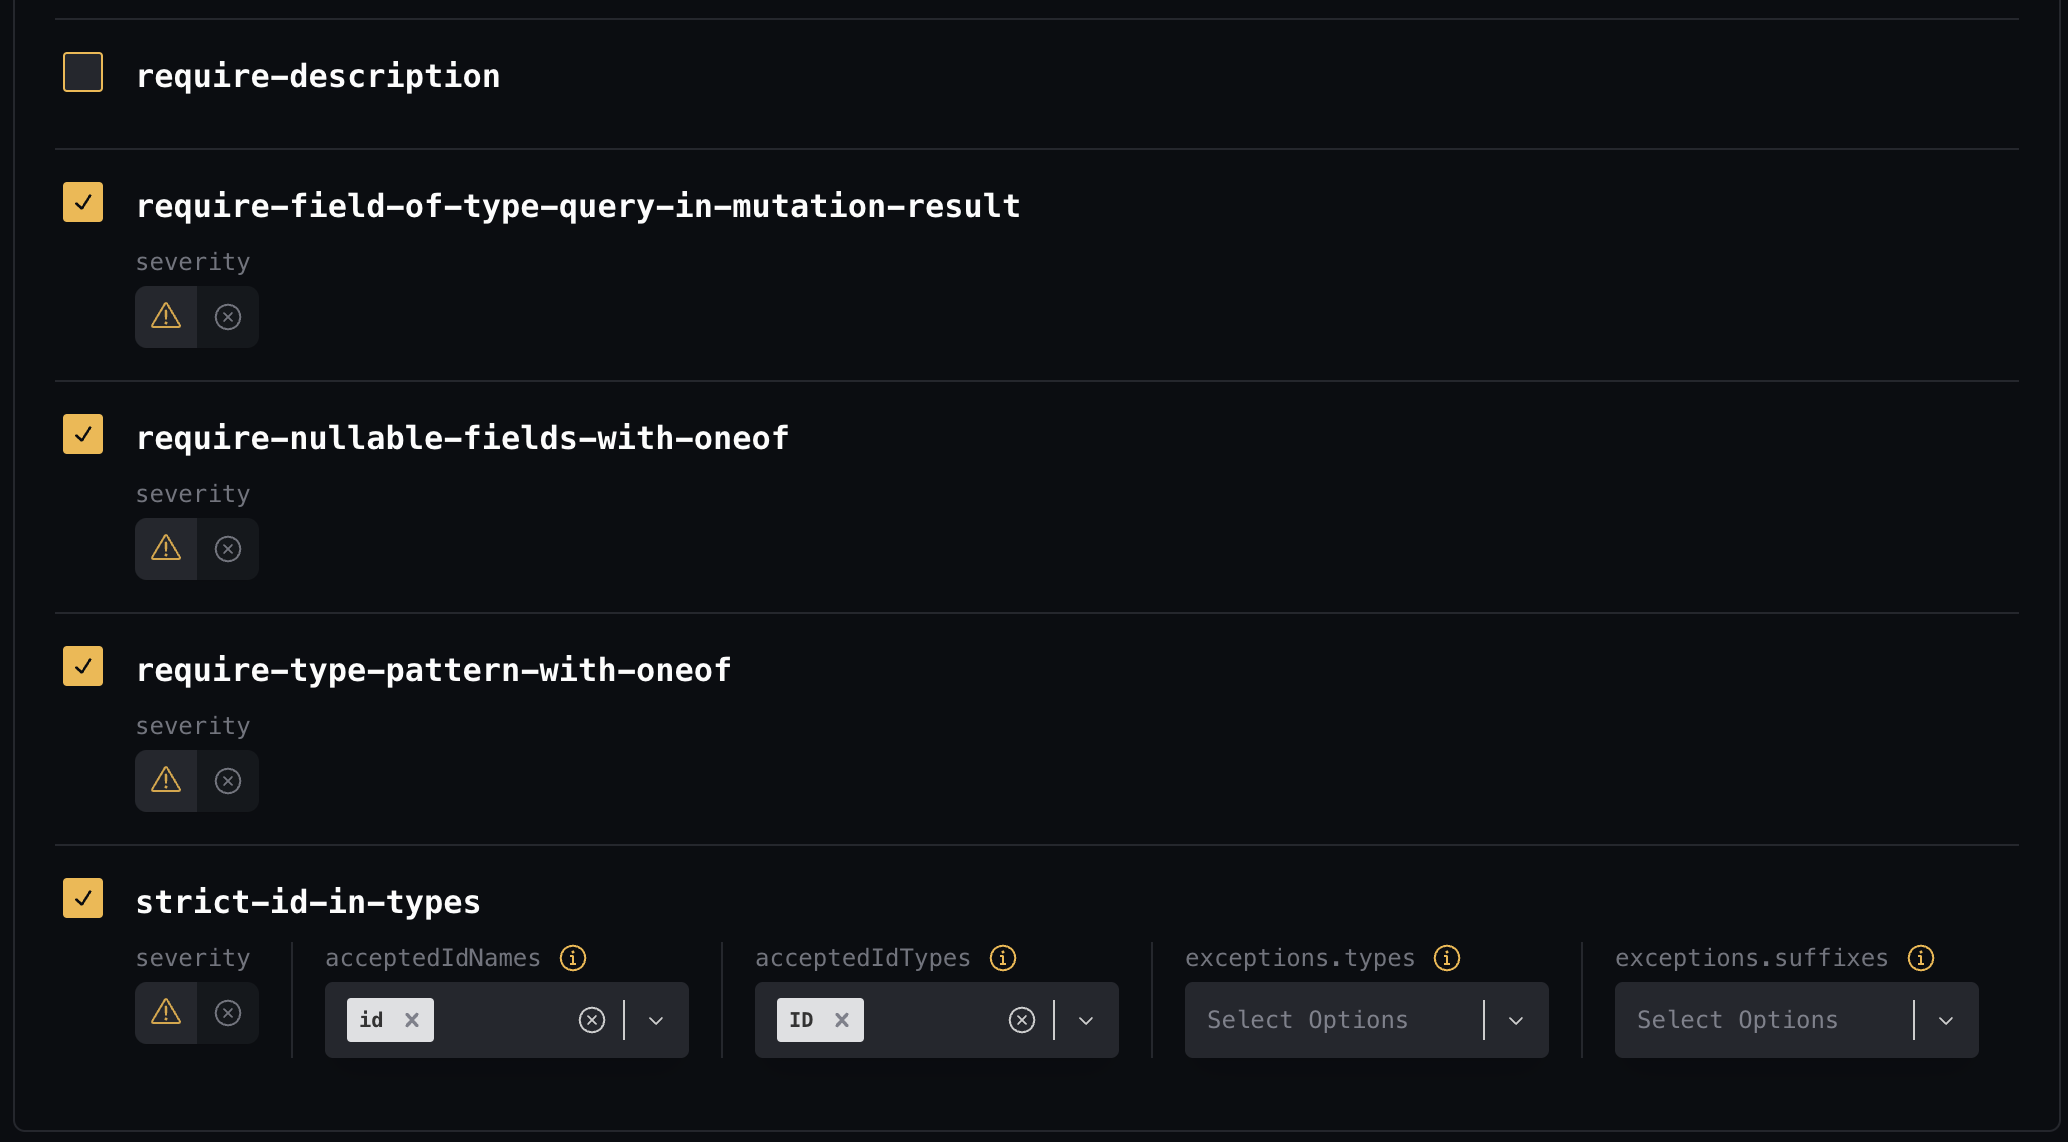 require-description
require-field-of-type-query-in-mutation-result
severity
require-nullable-fields-with-oneof
severity
require-type-pattern-with-oneof
severity
strict-id-in-types
severity acceptedIdNames acceptedIdTypes exceptions.types exceptions.suffixes
id ID Select Options Select Options